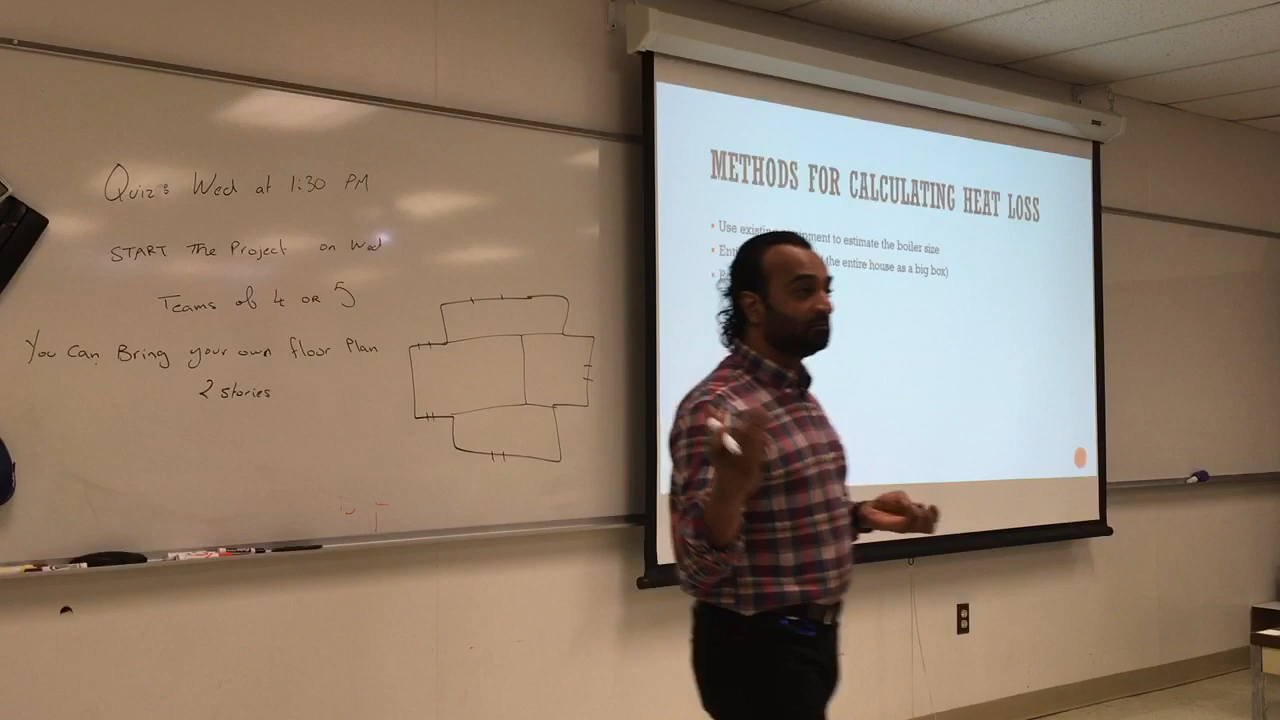 Quiz: Wed at 1:30 PM
START The Project on Wed
Teams of 4 OR 5
You Can Bring your own floor Plan
2 stories
METHODS FOR CALCULATING HEAT LOSS
Use existing equipment to estimate the boiler size
the entire house as a big box)